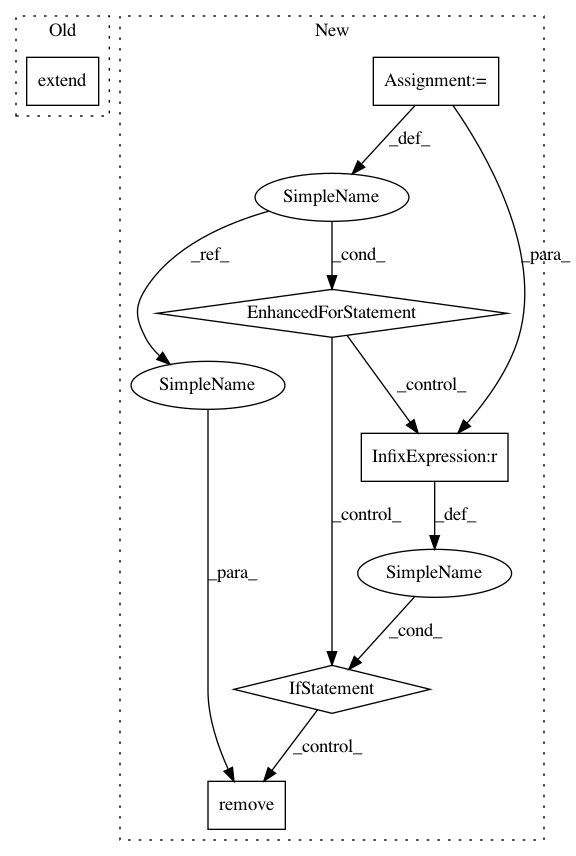 Old
New
extend
Assignment:=
_def_
SimpleName
_ref_
_cond_
_para_
EnhancedForStatement
SimpleName
_control_
InfixExpression:r
_control_
_def_
_para_
SimpleName
_cond_
IfStatement
_control_
remove